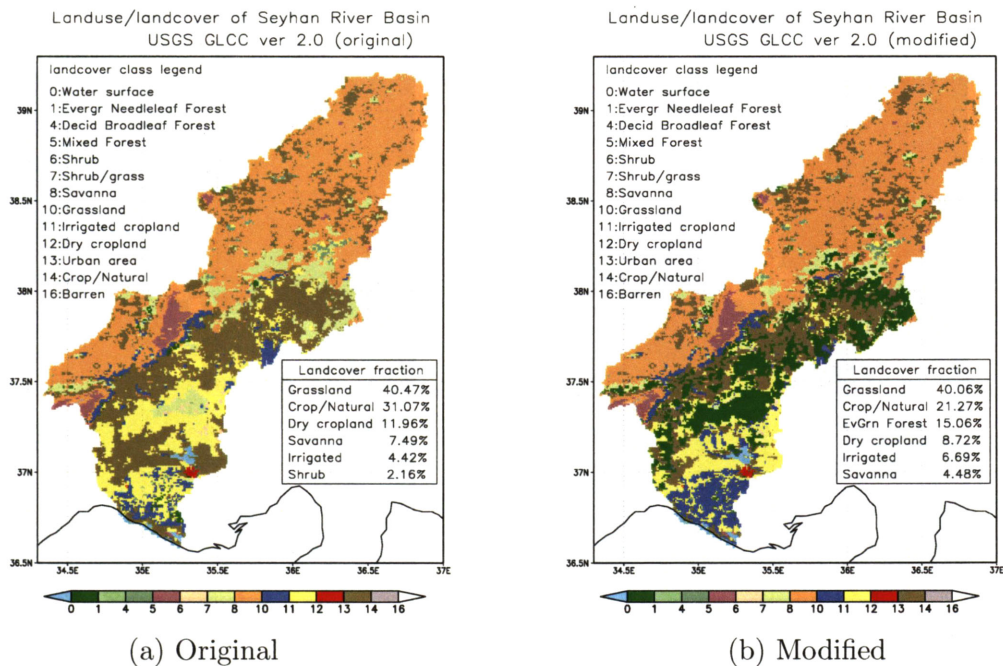 Landuse/landcover of Seyhan River Basin
USGS GLCC ver 2.0 (original)
landcover class legend
0:Water surface
1:Evergr Needleleaf Forest
4:Decid Broadleaf Forest
5:Mixed Forest
6:Shrub
7:Shrub/grass
8:Savanna
10:Grassland
11:Irrigated cropland
12:Dry cropland
13:Urban area
14:Crop/Natural
16:Barren
39N
38.5N
38N
37.5N
37N
36.5N
Landcover fraction
Grassland 40.47%
Crop/Natural 31.07%
Dry cropland 11.96%
Savanna 7.49%
Irrigated 4.42%
Shrub 2.16%
34.5E 35E 35.5E 36E 36.5E 37E
0 1 4 5 6 7 8 10 11 12 13 14 16
(a) Original
Landuse/landcover of Seyhan River Basin
USGS GLCC ver 2.0 (modified)
landcover class legend
0:Water surface
1:Evergr Needleleaf Forest
4:Decid Broadleaf Forest
5:Mixed Forest
6:Shrub
7:Shrub/grass
8:Savanna
10:Grassland
11:Irrigated cropland
12:Dry cropland
13:Urban area
14:Crop/Natural
16:Barren
39N
38.5N
38N
37.5N
37N
36.5N
Landcover fraction
Grassland 40.06%
Crop/Natural 21.27%
EvGrn Forest 15.06%
Dry cropland 8.72%
Irrigated 6.69%
Savanna 4.48%
34.5E 35E 35.5E 36E 36.5E 37E
0 1 4 5 6 7 8 10 11 12 13 14 16
(b) Modified